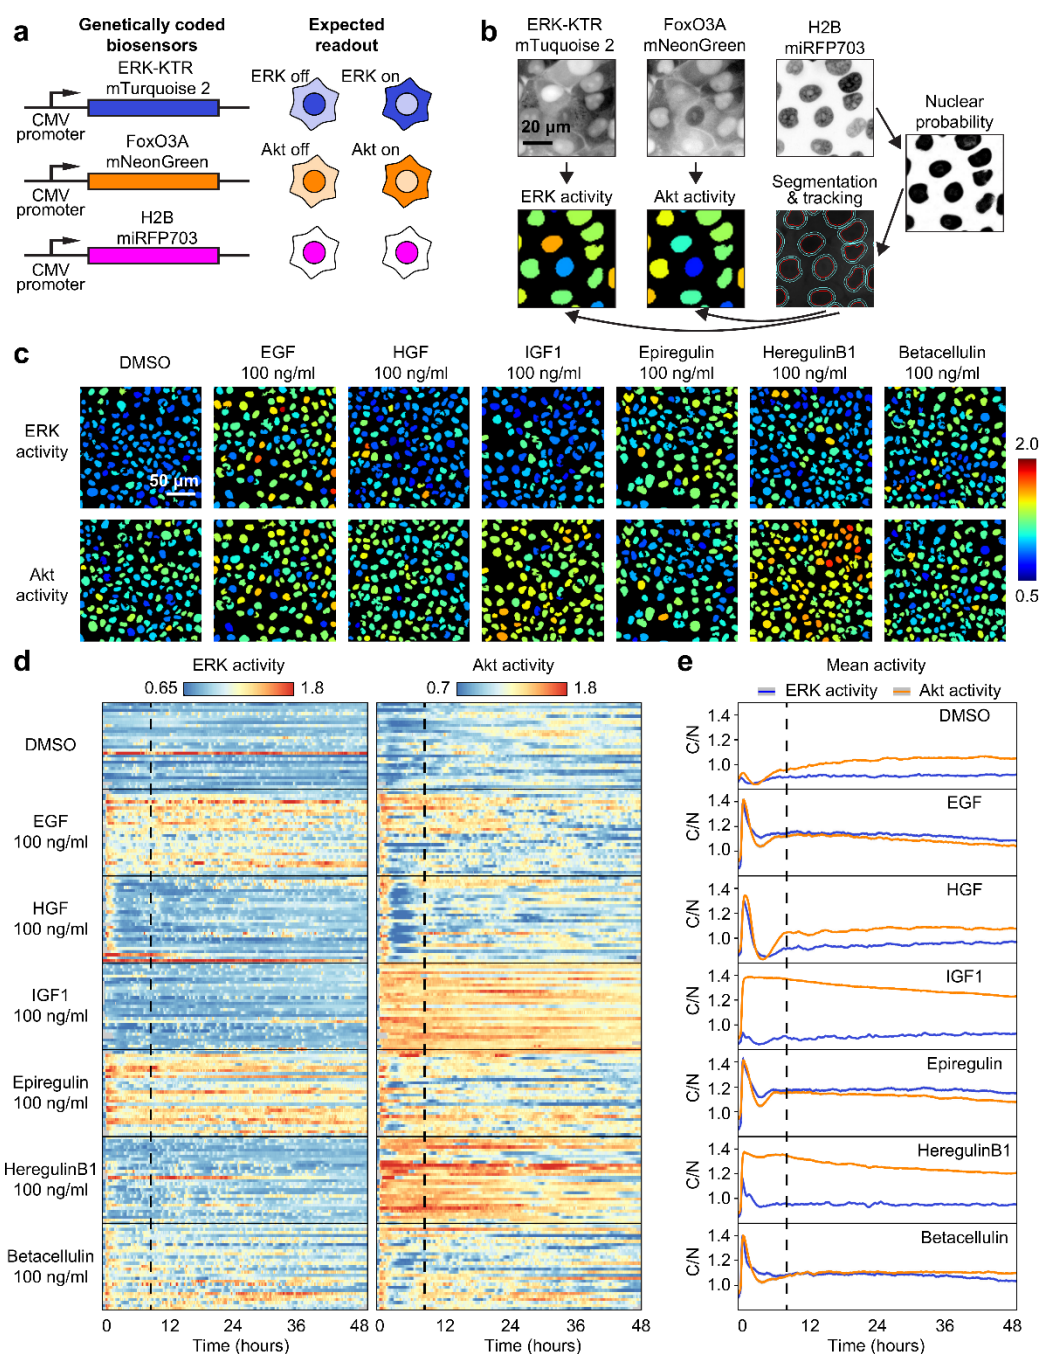 a
Genetically coded
biosensors
Expected
readout
ERK-KTR
mTurquoise 2
CMV
promoter
ERK off
ERK on
FoxO3A
mNeonGreen
CMV
promoter
Akt off
Akt on
H2B
miRFP703
CMV
promoter
b
ERK-KTR
mTuquoise 2
FoxO3A
mNeonGreen
H2B
miRFP703
20 µm
Nuclear
probability
ERK activity
Akt activity
Segmentation
& tracking
c
DMSO
EGF
100 ng/ml
HGF
100 ng/ml
IGF1
100 ng/ml
Epiregulin
100 ng/ml
HeregulinB1
100 ng/ml
Betacellulin
100 ng/ml
ERK
activity
50 µm
Akt
activity
2.0
0.5
d
ERK activity
0.65
1.8
Akt activity
0.7
1.8
DMSO
EGF
100 ng/ml
HGF
100 ng/ml
IGF1
100 ng/ml
Epiregulin
100 ng/ml
HeregulinB1
100 ng/ml
Betacellulin
100 ng/ml
0 12 24 36 48
Time (hours)
0 12 24 36 48
Time (hours)
e
Mean activity
ERK activity
Akt activity
C/N
1.4
1.2
1.0
DMSO
C/N
1.4
1.2
1.0
EGF
C/N
1.4
1.2
1.0
HGF
C/N
1.4
1.2
1.0
IGF1
C/N
1.4
1.2
1.0
Epiregulin
C/N
1.4
1.2
1.0
HeregulinB1
C/N
1.4
1.2
1.0
Betacellulin
0 12 24 36 48
Time (hours)